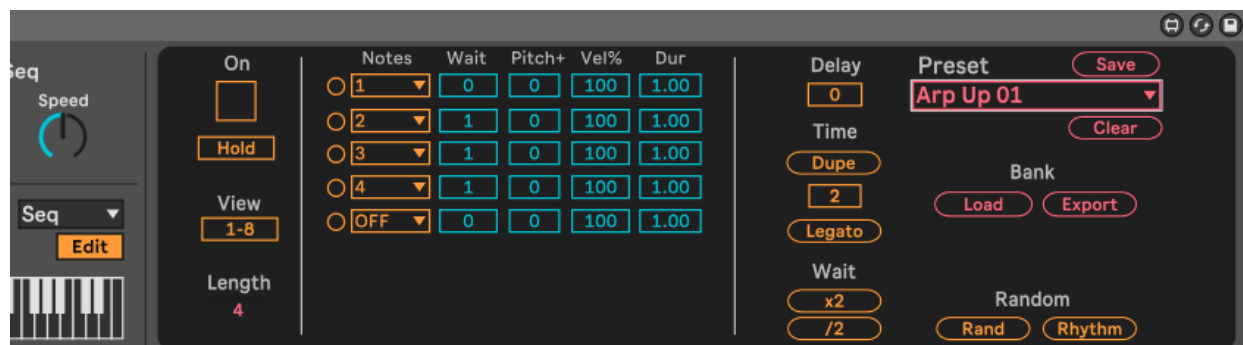 Seq
Speed
Seq
Edit
On
Hold
View
1-8
Length
4
Notes Wait Pitch+ Vel% Dur
1 0 0 100 1.00
2 1 0 100 1.00
3 1 0 100 1.00
4 1 0 100 1.00
OFF 0 0 100 1.00
Delay
0
Time
Dupe
2
Legato
Wait
x2
/2
Preset Save
Arp Up 01
Clear
Bank
Load Export
Random
Rand Rhythm